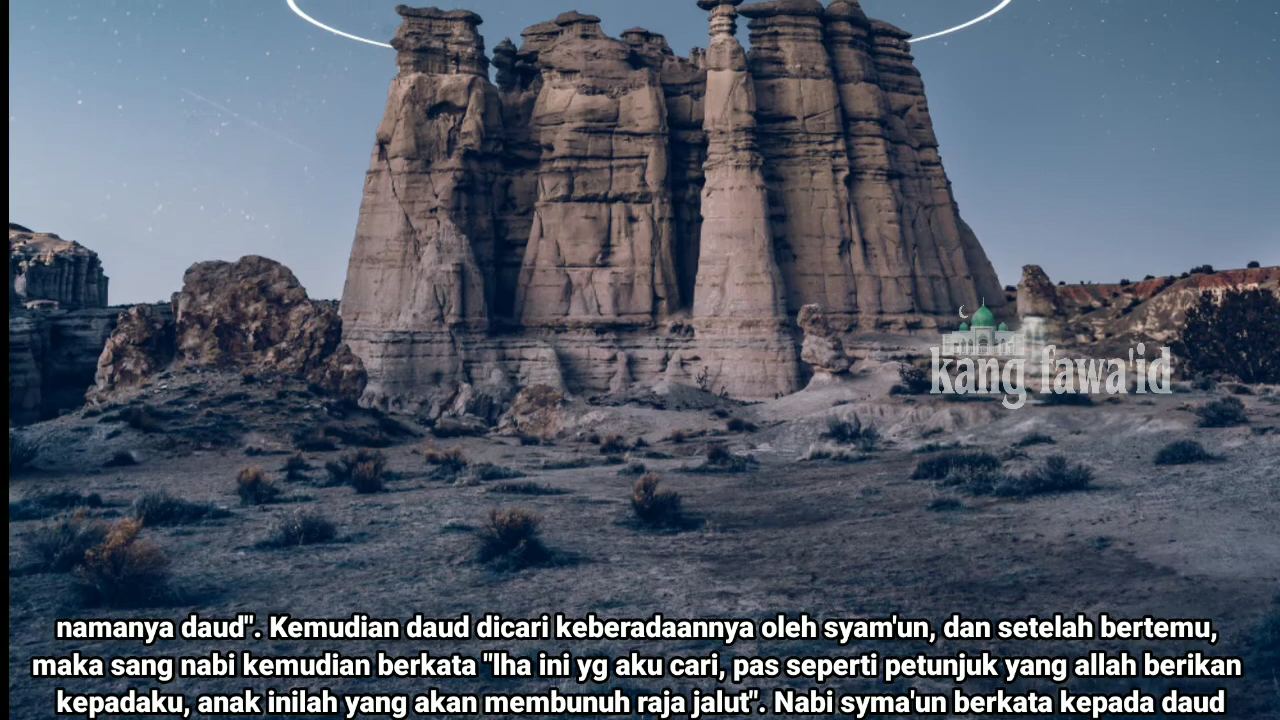 kang fawa'id
namanya daud". Kemudian daud dicari keberadaannya oleh syam'un, dan setelah bertemu,
maka sang nabi kemudian berkata "lha ini yg aku cari, pas seperti petunjuk yang allah berikan
kepadaku, anak inilah yang akan membunuh raja jalut". Nabi syma'un berkata kepada daud